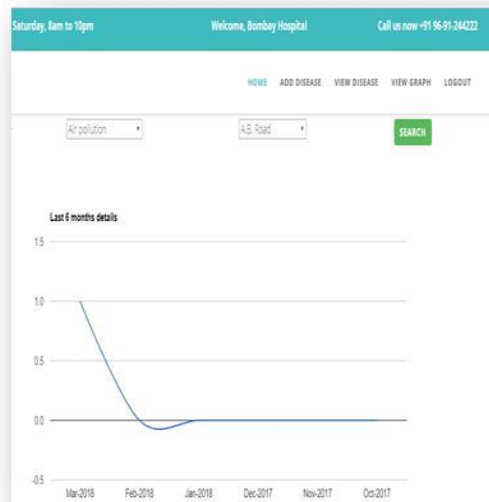 Saturday, 8am to 10pm Welcome, Bombay Hospital Call us now +91 96-91-244222
HOME ADD DISEASE VIEW DISEASE VIEW GRAPH LOGOUT
Air pollution A.B. Road SEARCH
Last 6 months details
1.5
1.0
0.5
0.0
-0.5
Mar-2018 Feb-2018 Jan-2018 Dec-2017 Nov-2017 Oct-2017